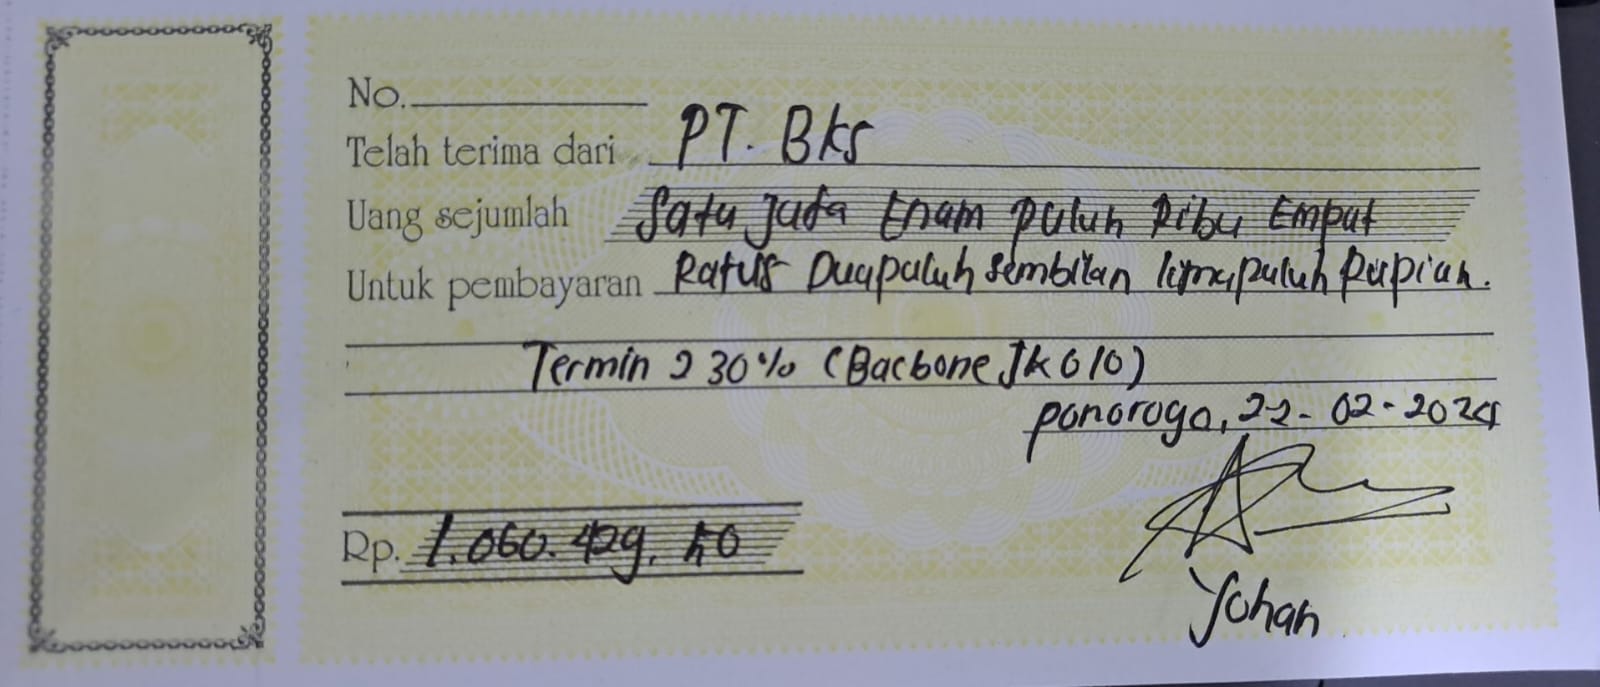 No.
Telah terima dari PT. Bks
Uang sejumlah Satu juta Enam puluh Ribu Empat
Untuk pembayaran Ratus Duapuluh sembilan limapuluh Rupiah.
Termin 2 30% (Bacbone Jk 010)
ponorogo, 22-02-2024
Rp. 1.060.429.50
Yohan